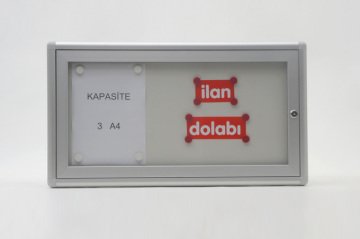 KAPASİTE
3 A4
ilan
dolabı